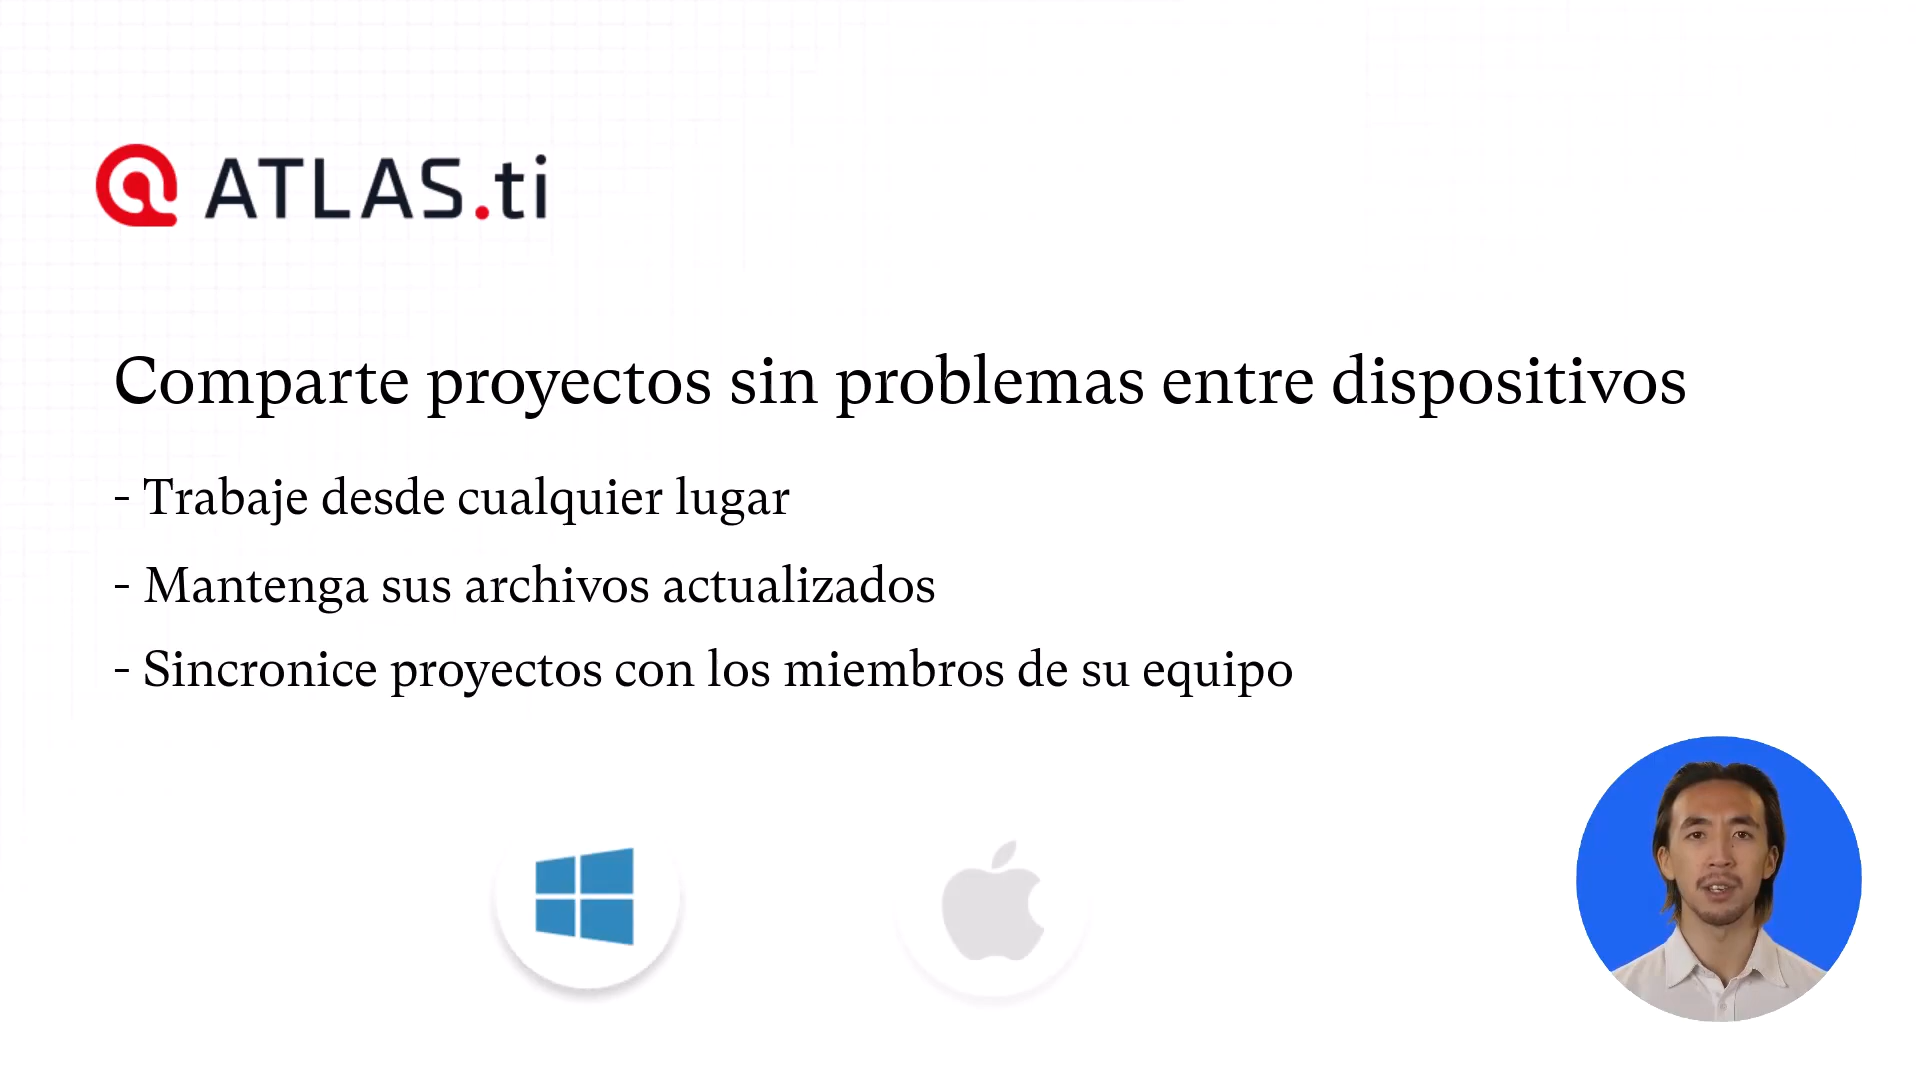 ATLAS.ti
Comparte proyectos sin problemas entre dispositivos
- Trabaje desde cualquier lugar
- Mantenga sus archivos actualizados
- Sincronice proyectos con los miembros de su equipo